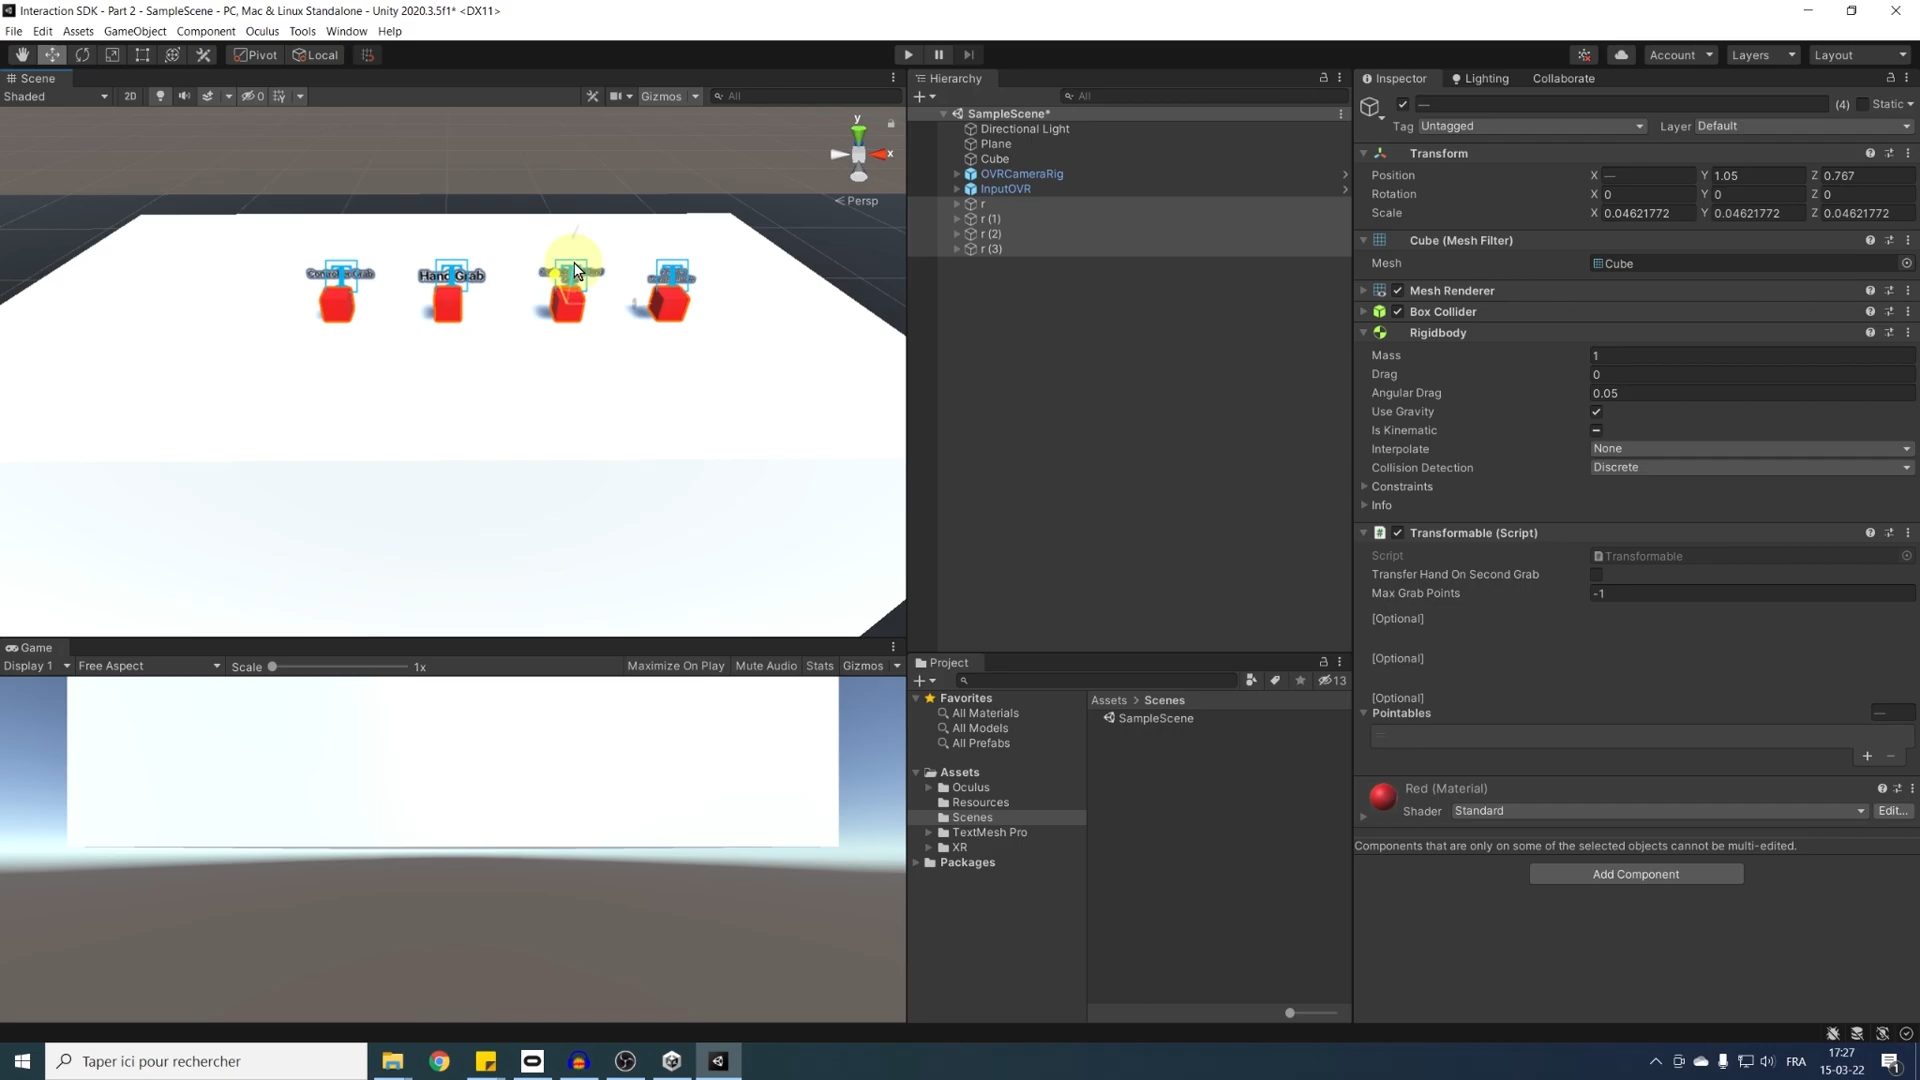 Interaction SDK - Part 2 - SampleScene - PC, Mac & Linux Standalone - Unity 2020.3.5f1* <DX11>
File Edit Assets GameObject Component Oculus Tools Window Help
Pivot Local Account Layers Layout
Scene
Shaded 2D 0 Gizmos All
y
x
Persp
Hand Grab
Game
Display 1 Free Aspect Scale 1x Maximize On Play Mute Audio Stats Gizmos
Hierarchy
All
SampleScene*
Directional Light
Plane
Cube
OVRCameraRig
InputOVR
r
r (1)
r (2)
r (3)
Project
13
Favorites
All Materials
All Models
All Prefabs
Assets
Oculus
Resources
Scenes
TextMesh Pro
XR
Packages
Assets > Scenes
SampleScene
Inspector Lighting Collaborate
— (4) Static
Tag Untagged Layer Default
Transform
Position X — Y 1.05 Z 0.767
Rotation X 0 Y 0 Z 0
Scale X 0.04621772 Y 0.04621772 Z 0.04621772
Cube (Mesh Filter)
Mesh Cube
Mesh Renderer
Box Collider
Rigidbody
Mass 1
Drag 0
Angular Drag 0.05
Use Gravity
Is Kinematic
Interpolate None
Collision Detection Discrete
Constraints
Info
Transformable (Script)
Script Transformable
Transfer Hand On Second Grab
Max Grab Points -1
[Optional]
[Optional]
[Optional]
Pointables —
Red (Material)
Shader Standard Edit...
Components that are only on some of the selected objects cannot be multi-edited.
Add Component
Taper ici pour rechercher
FRA
17:27
15-03-22
1